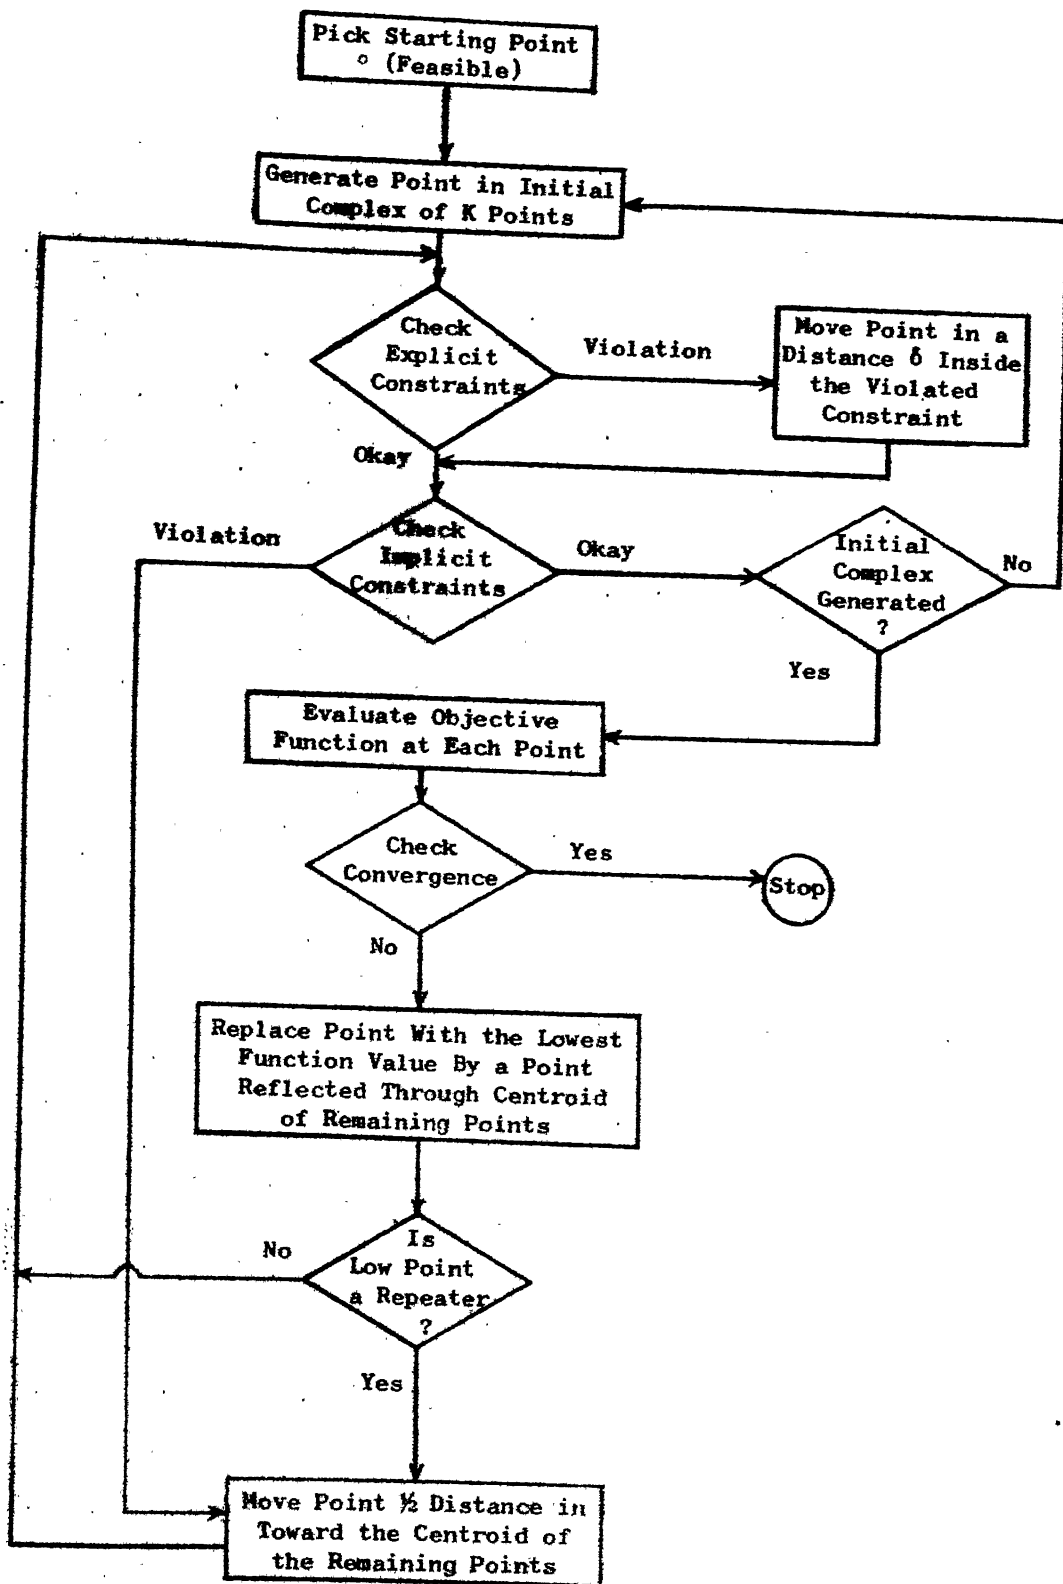 Pick Starting Point
° (Feasible)
Generate Point in Initial
Complex of K Points
Check
Explicit
Constraints
Violation
Move Point in a
Distance δ Inside
the Violated
Constraint
Okay
Violation
Check
Implicit
Constraints
Okay
Initial
Complex
Generated
?
No
Yes
Evaluate Objective
Function at Each Point
Check
Convergence
Yes
Stop
No
Replace Point With the Lowest
Function Value By a Point
Reflected Through Centroid
of Remaining Points
No
Is
Low Point
a Repeater
?
Yes
Move Point ½ Distance in
Toward the Centroid of
the Remaining Points